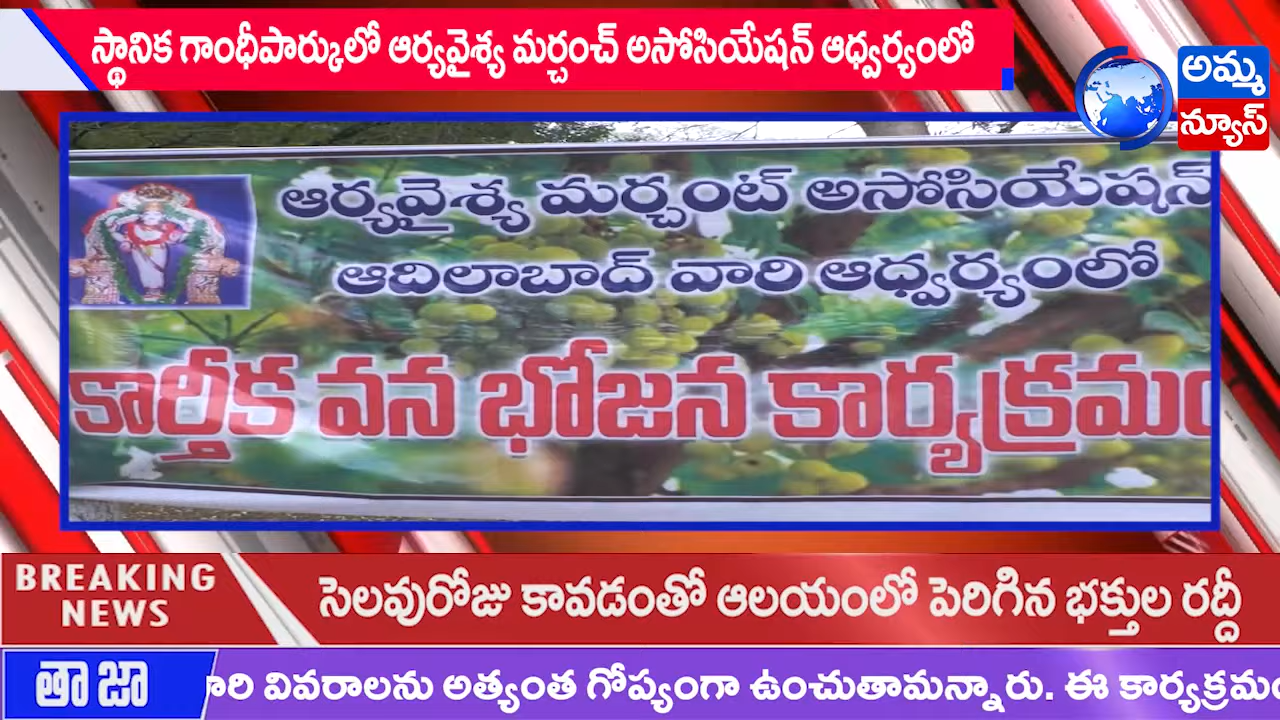 స్థానిక గాంధీపార్కులో ఆర్యవైశ్య మర్చంచ్ అసోసియేషన్ ఆధ్వర్యంలో
అమ్మ
న్యూస్
ఆర్యవైశ్య మర్చంట్ అసోసియేషన్
ఆదిలాబాద్ వారి ఆధ్వర్యంలో
కార్తీక వన భోజన కార్యక్రమం
BREAKING
NEWS
సెలవురోజు కావడంతో ఆలయంలో పెరిగిన భక్తుల రద్దీ
తాజా
వివరాలను అత్యంత గోప్యంగా ఉంచుతామన్నారు. ఈ